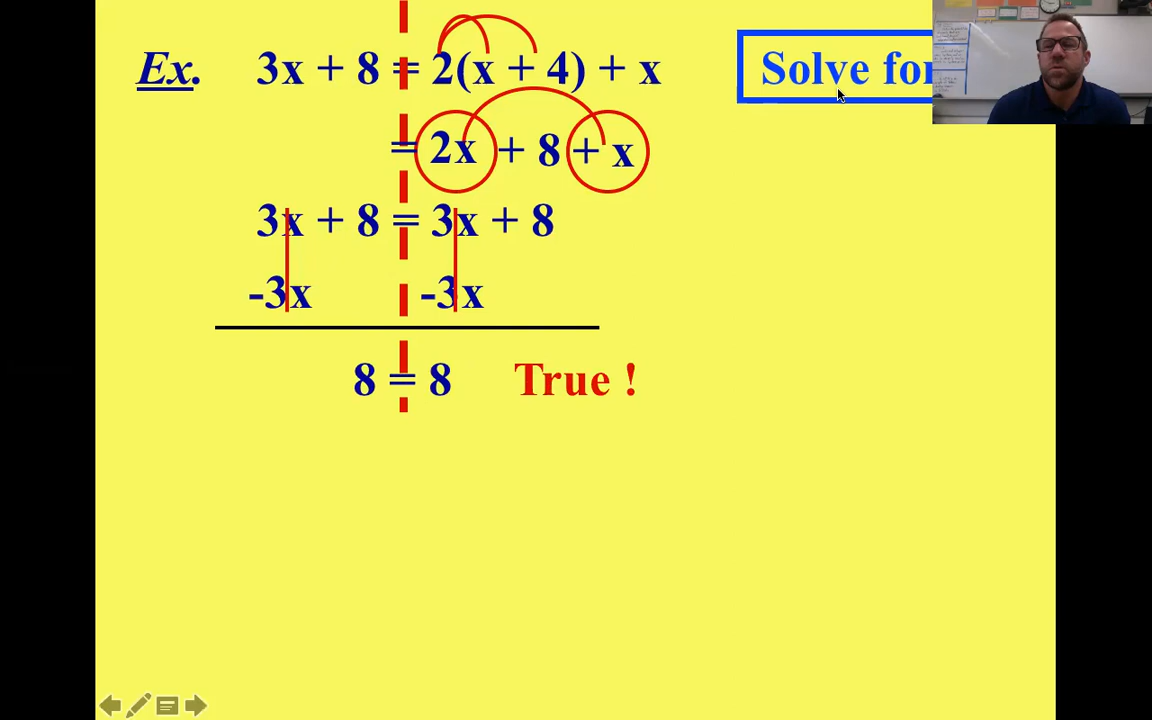 Ex. 3x + 8 = 2(x + 4) + x
Solve for
= 2x + 8 + x
3x + 8 = 3x + 8
-3x -3x
8 = 8 True !